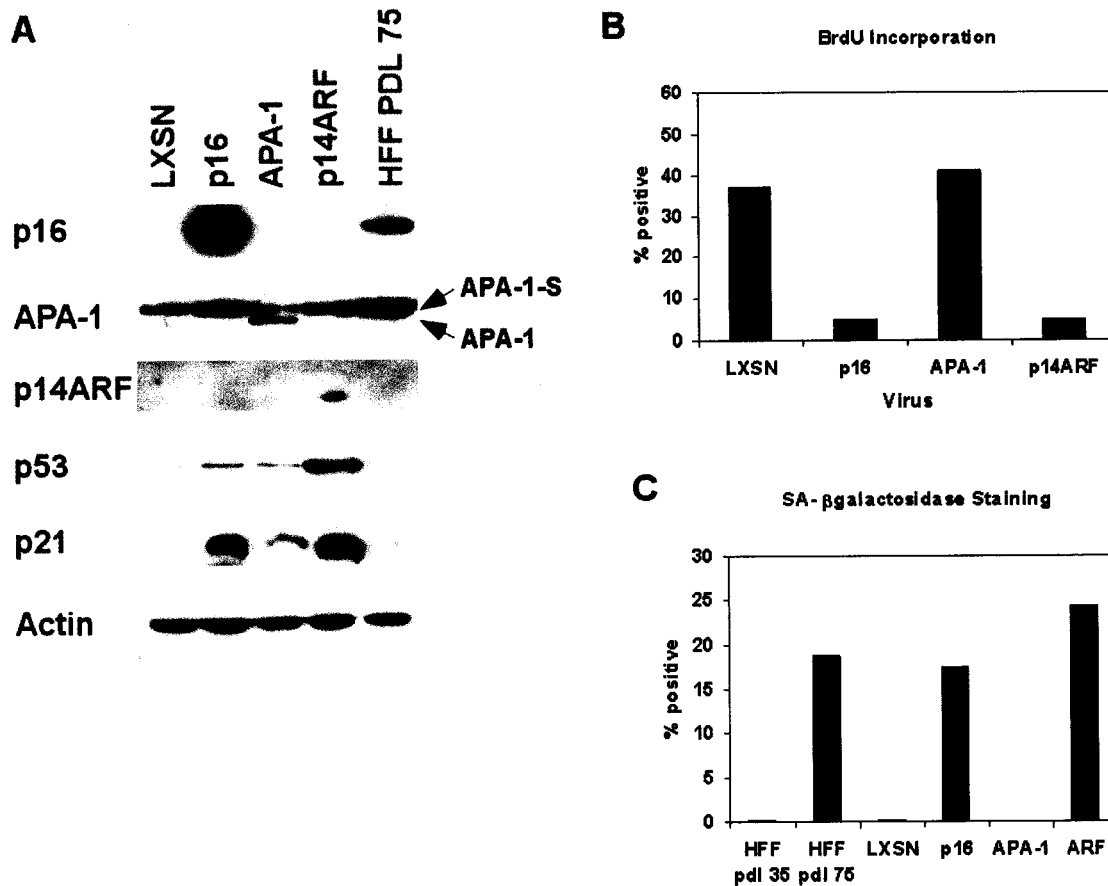 A
LXSN
p16
APA-1
p14ARF
HFF PDL 75
p16
APA-1
APA-1-S
APA-1
p14ARF
p53
p21
Actin
B
BrdU Incorporation
60
50
40
30
20
10
0
% positive
LXSN p16 APA-1 p14ARF
Virus
C
SA- βgalactosidase Staining
30
25
20
15
10
5
0
% positive
HFF HFF LXSN p16 APA-1 ARF
pdl 35 pdl 75